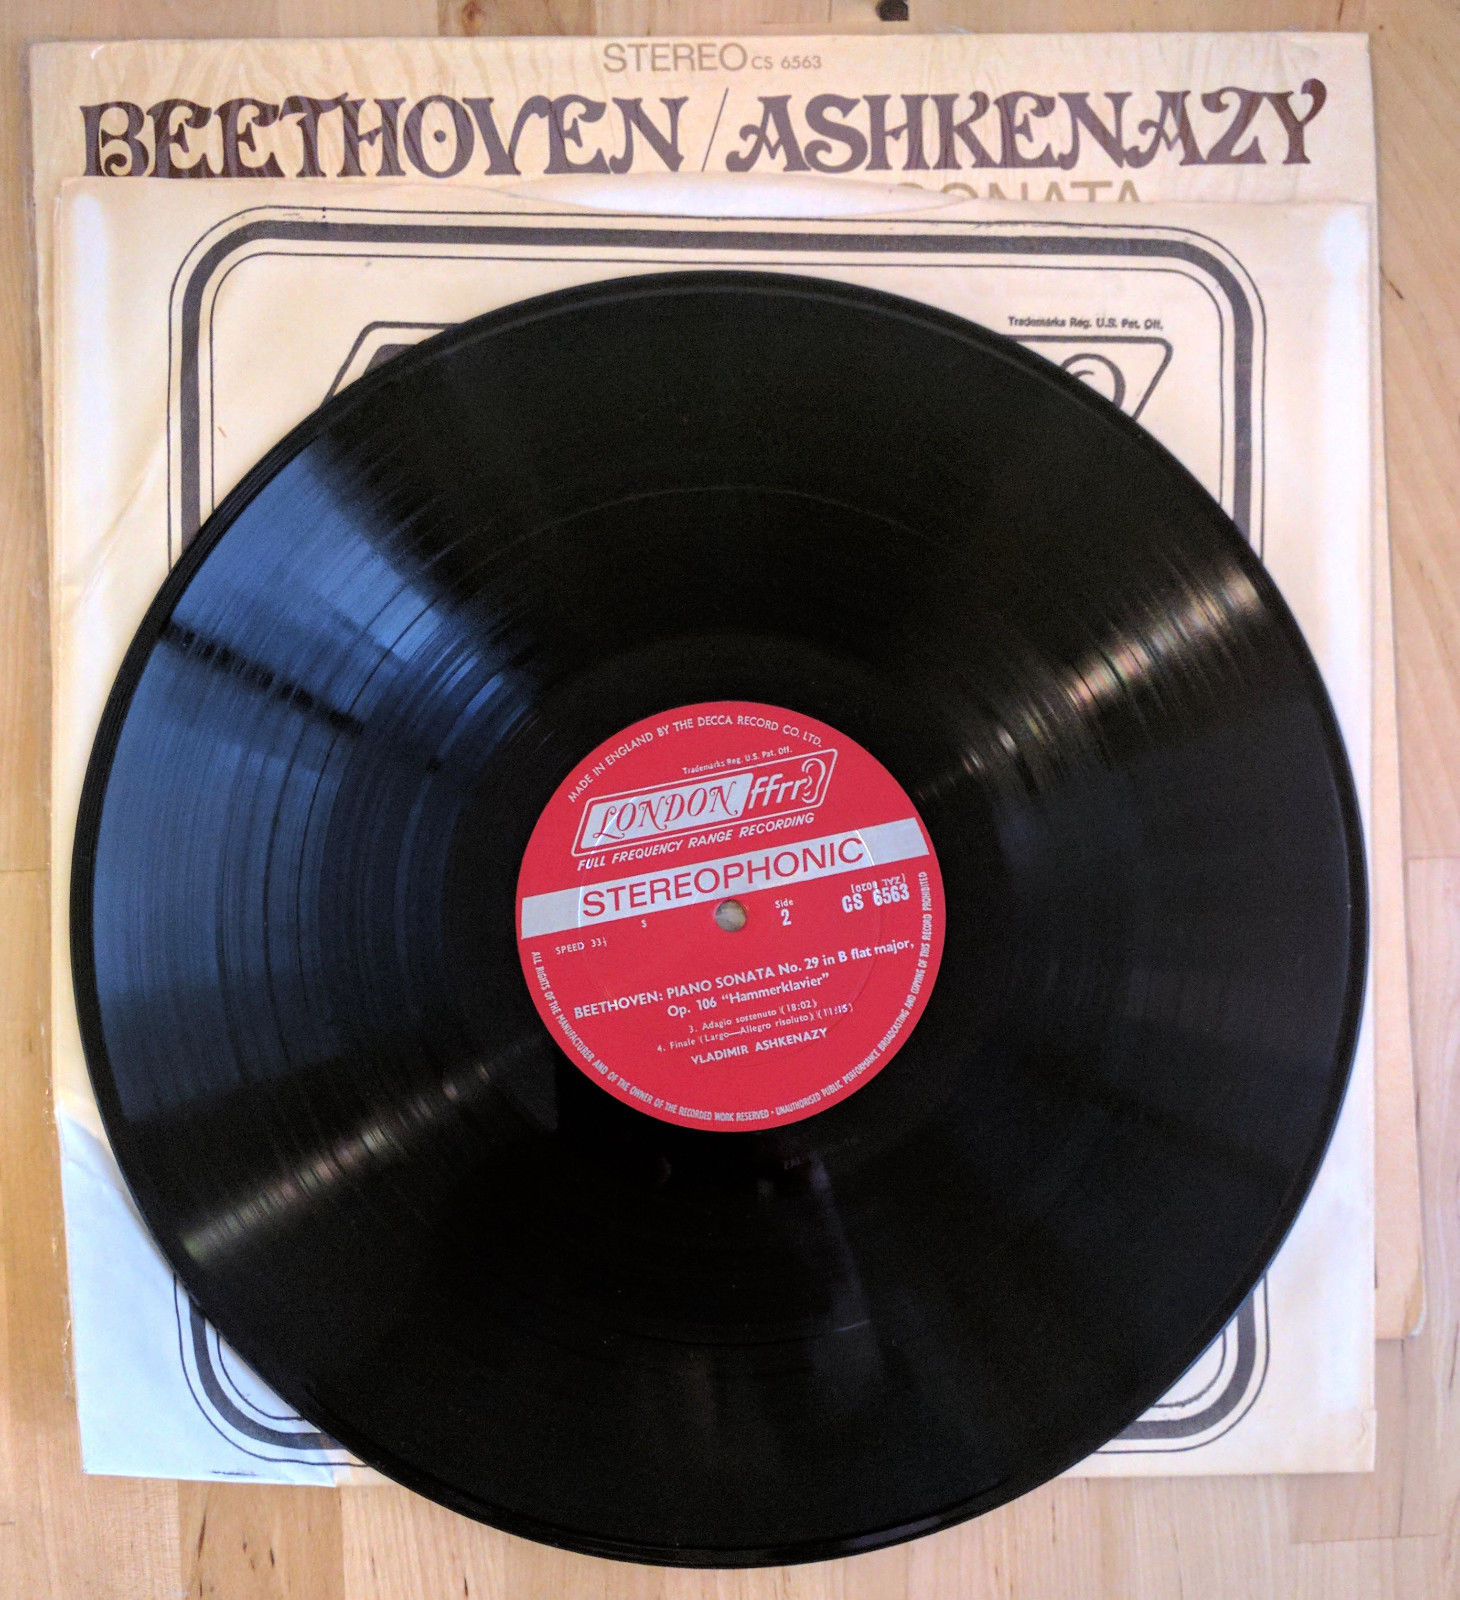 STEREO CS 6563
BEETHOVEN / ASHKENAZY
SONATA
Trademarks Reg. U.S. Pat. Off.
MADE IN ENGLAND BY THE DECCA RECORD CO. LTD.
Trademarks Reg. U.S. Pat. Off.
LONDON ffrr
FULL FREQUENCY RANGE RECORDING
STEREOPHONIC
SPEED 33⅓
S
Side
2
CS 6563
BEETHOVEN: PIANO SONATA No. 29 in B flat major,
Op. 106 "Hammerklavier"
3. Adagio sostenuto (18:02)
4. Finale (Largo—Allegro risoluto) (11:15)
VLADIMIR ASHKENAZY
ALL RIGHTS OF THE MANUFACTURER AND OF THE OWNER OF THE RECORDED WORK RESERVED · UNAUTHORISED PUBLIC PERFORMANCE BROADCASTING AND COPYING OF THIS RECORD PROHIBITED